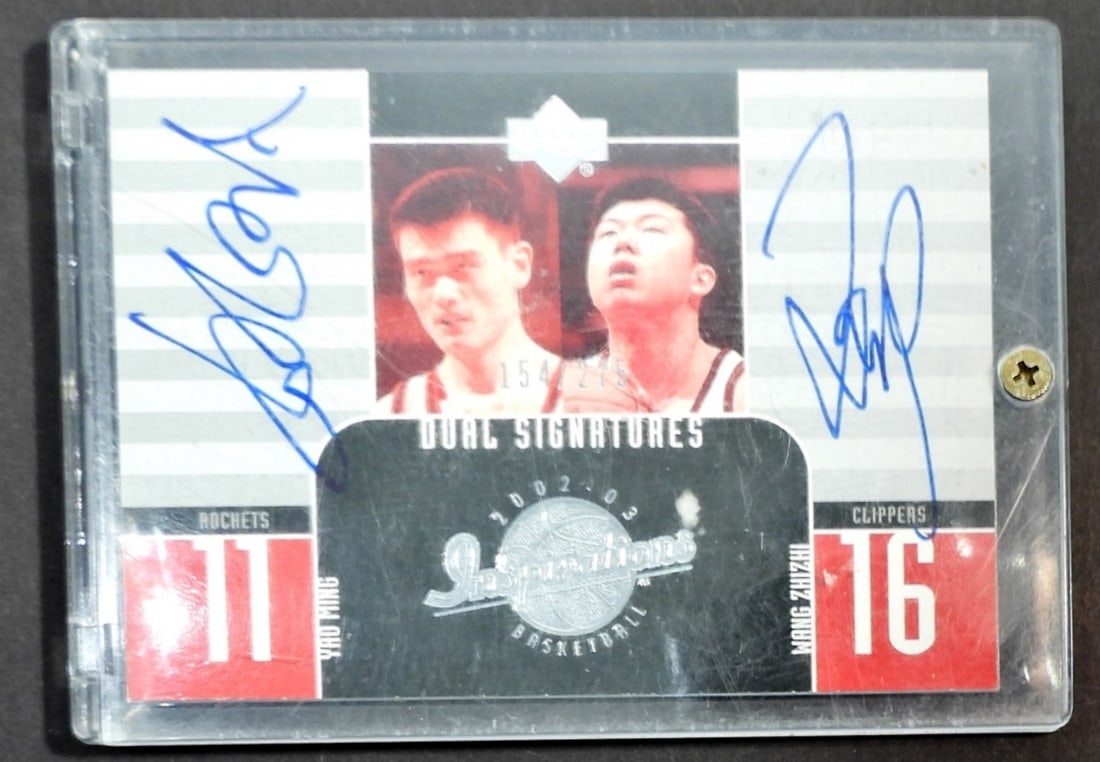 ®
154/275
DUAL SIGNATURES
2002-03
Inspirations
BASKETBALL
ROCKETS
11
YAO MING
CLIPPERS
16
WANG ZHIZHI